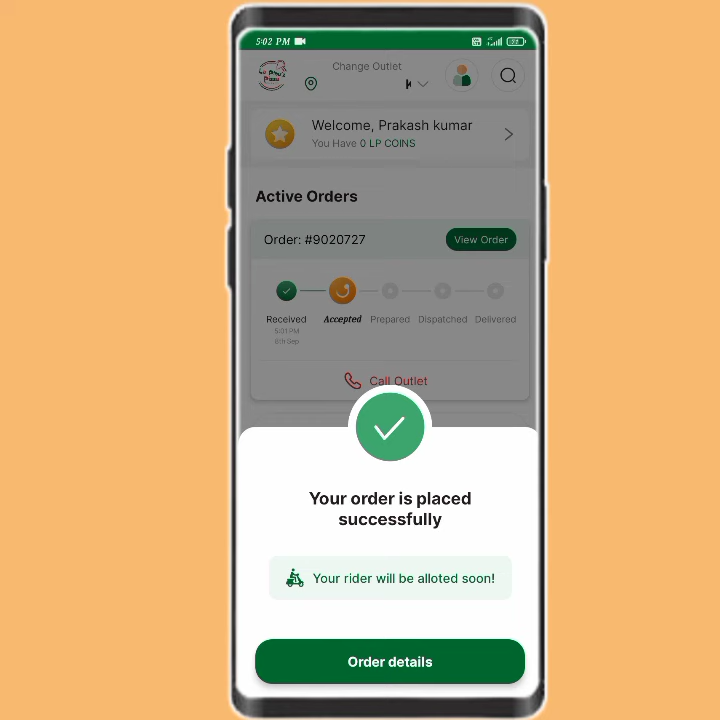 5:02 PM
Change Outlet
Welcome, Prakash kumar
You Have 0 LP COINS
Active Orders
Order: #9020727
View Order
Received
Accepted
Prepared
Dispatched
Delivered
5:01 PM
6th Sep
Call Outlet
Your order is placed
successfully
Your rider will be alloted soon!
Order details